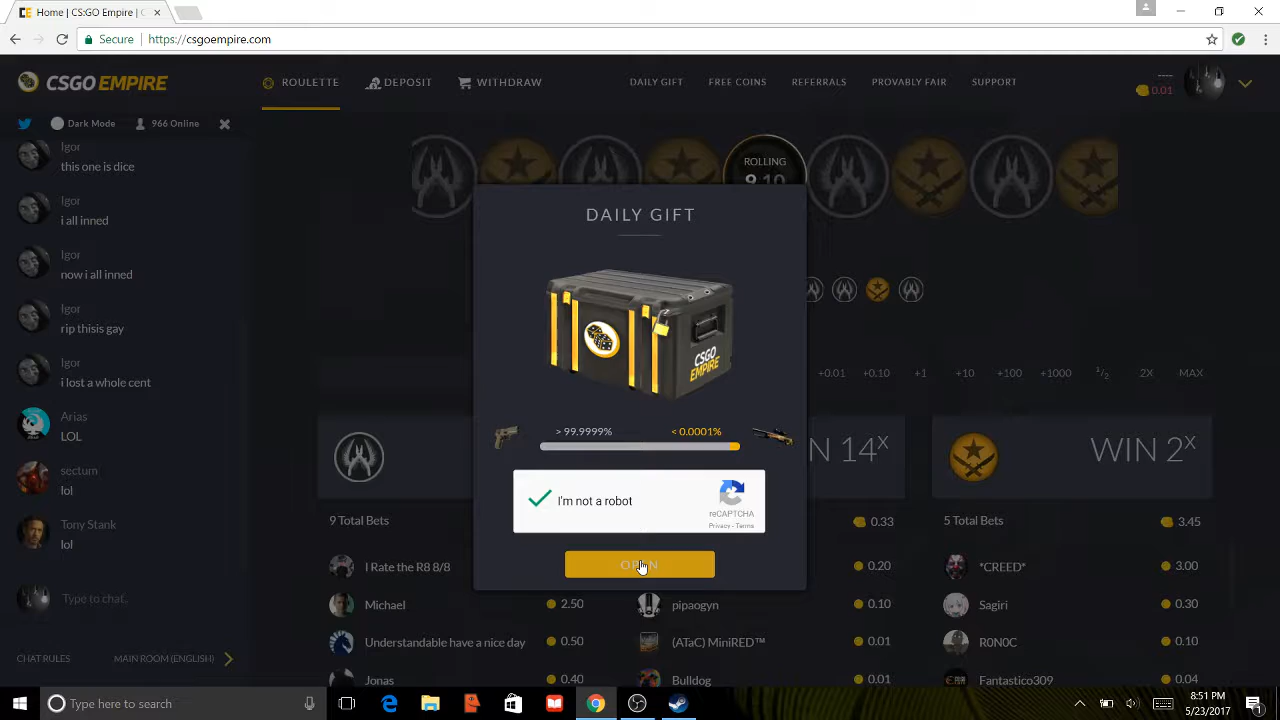 Home | CS:GO Empire | C
Secure https://csgoempire.com
CSGOEMPIRE
ROULETTE DEPOSIT WITHDRAW DAILY GIFT FREE COINS REFERRALS PROVABLY FAIR SUPPORT
----
0.01
Dark Mode 966 Online
Igor
this one is dice
Igor
i all inned
Igor
now i all inned
Igor
rip thisis gay
Igor
i lost a whole cent
Arias
LOL
sectum
lol
Tony Stank
lol
Type to chat..
CHAT RULES MAIN ROOM (ENGLISH)
ROLLING
9.10
DAILY GIFT
CSGO
EMPIRE
> 99.9999% < 0.0001%
I'm not a robot
reCAPTCHA
Privacy - Terms
OPEN
+0.01 +0.10 +1 +10 +100 +1000 1/2 2X MAX
N 14X WIN 2X
9 Total Bets 0.33 5 Total Bets 3.45
I Rate the R8 8/8 0.20 *CREED* 3.00
Michael 2.50 pipaogyn 0.10 Sagiri 0.30
Understandable have a nice day 0.50 (ATaC) MiniRED™ 0.01 R0N0C 0.10
Jonas 0.40 Bulldog 0.01 Fantastico309 0.04
Type here to search
8:51 PM
5/23/2017